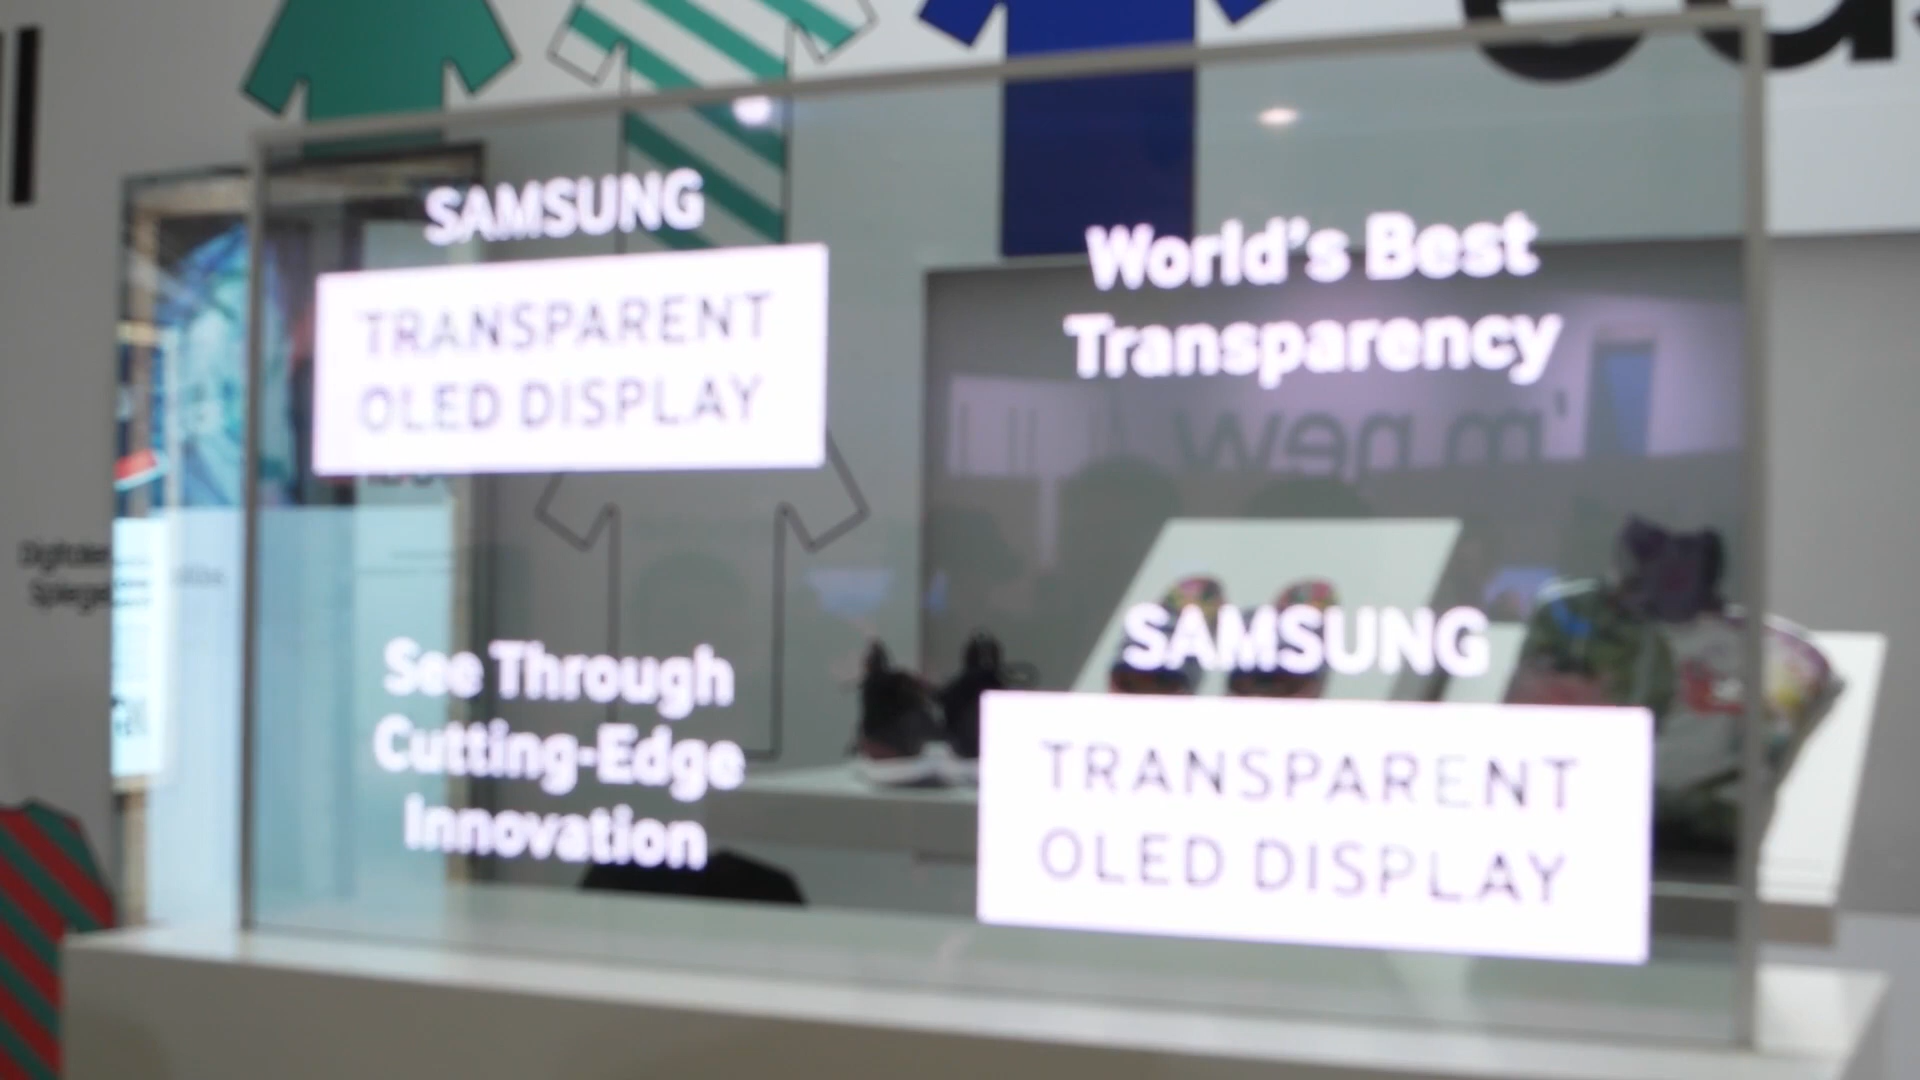 SAMSUNG
TRANSPARENT
OLED DISPLAY
World's Best
Transparency
See Through
Cutting-Edge
Innovation
SAMSUNG
TRANSPARENT
OLED DISPLAY